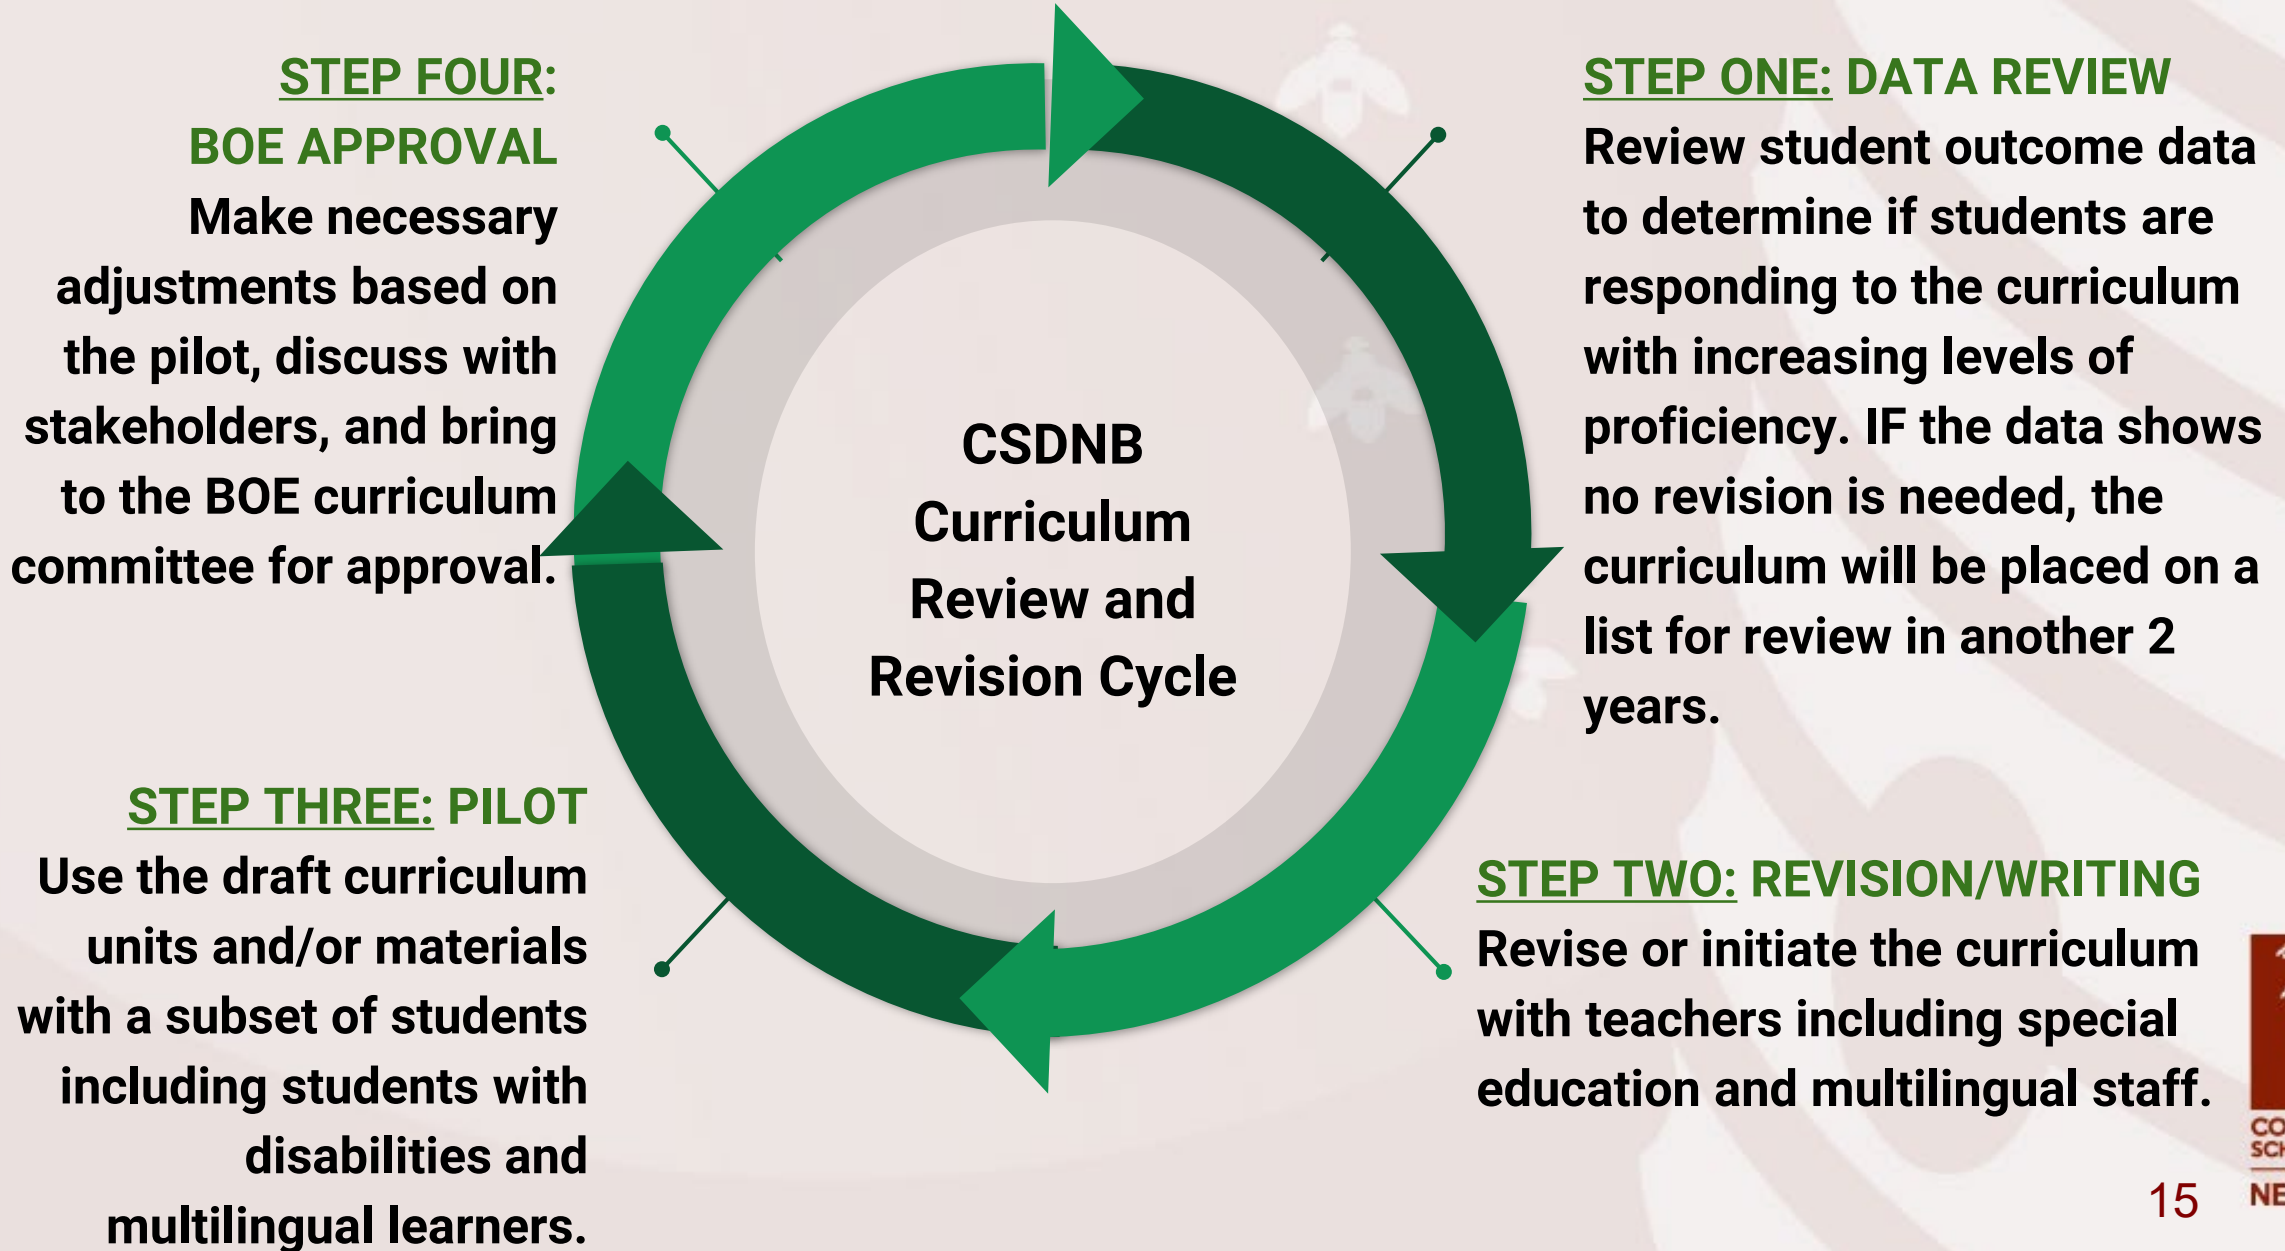 STEP ONE: DATA REVIEW
Review student outcome data
to determine if students are
responding to the curriculum
with increasing levels of
proficiency. IF the data shows
no revision is needed, the
curriculum will be placed on a
list for review in another 2
years.
STEP TWO: REVISION/WRITING
Revise or initiate the curriculum
with teachers including special
education and multilingual staff.
STEP THREE: PILOT
Use the draft curriculum
units and/or materials
with a subset of students
including students with
disabilities and
multilingual learners.
STEP FOUR:
BOE APPROVAL
Make necessary
adjustments based on
the pilot, discuss with
stakeholders, and bring
to the BOE curriculum
committee for approval.
CSDNB
Curriculum
Review and
Revision Cycle
15